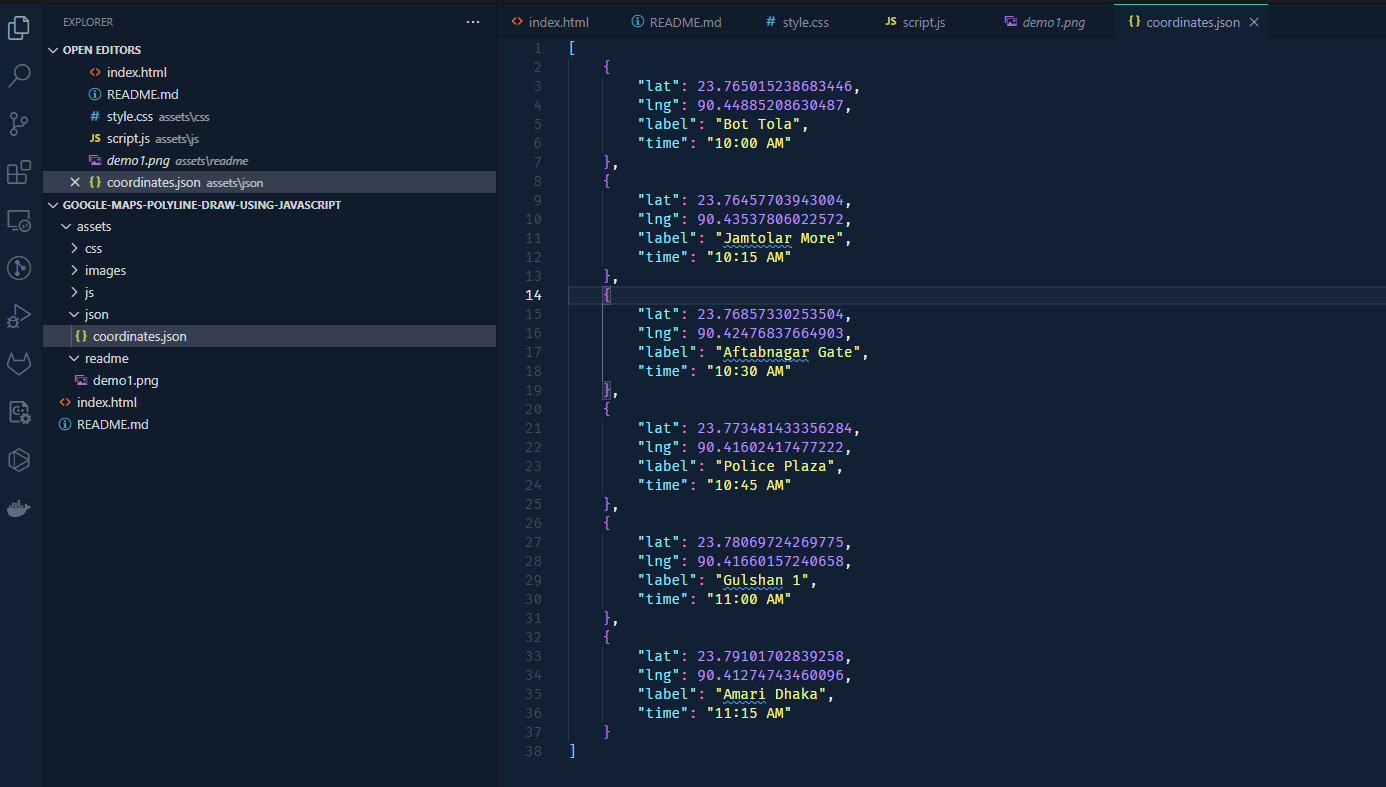 EXPLORER
···
OPEN EDITORS
<> index.html
README.md
# style.css assets\css
JS script.js assets\js
demo1.png assets\readme
{} coordinates.json assets\json
GOOGLE-MAPS-POLYLINE-DRAW-USING-JAVASCRIPT
assets
css
images
js
json
{} coordinates.json
readme
demo1.png
<> index.html
README.md
<> index.html
README.md
# style.css
JS script.js
demo1.png
{} coordinates.json
1 [
2 {
3 "lat": 23.765015238683446,
4 "lng": 90.44885208630487,
5 "label": "Bot Tola",
6 "time": "10:00 AM"
7 },
8 {
9 "lat": 23.76457703943004,
10 "lng": 90.43537806022572,
11 "label": "Jamtolar More",
12 "time": "10:15 AM"
13 },
14 {
15 "lat": 23.76857330253504,
16 "lng": 90.42476837664903,
17 "label": "Aftabnagar Gate",
18 "time": "10:30 AM"
19 },
20 {
21 "lat": 23.773481433356284,
22 "lng": 90.41602417477222,
23 "label": "Police Plaza",
24 "time": "10:45 AM"
25 },
26 {
27 "lat": 23.78069724269775,
28 "lng": 90.41660157240658,
29 "label": "Gulshan 1",
30 "time": "11:00 AM"
31 },
32 {
33 "lat": 23.79101702839258,
34 "lng": 90.41274743460096,
35 "label": "Amari Dhaka",
36 "time": "11:15 AM"
37 }
38 ]